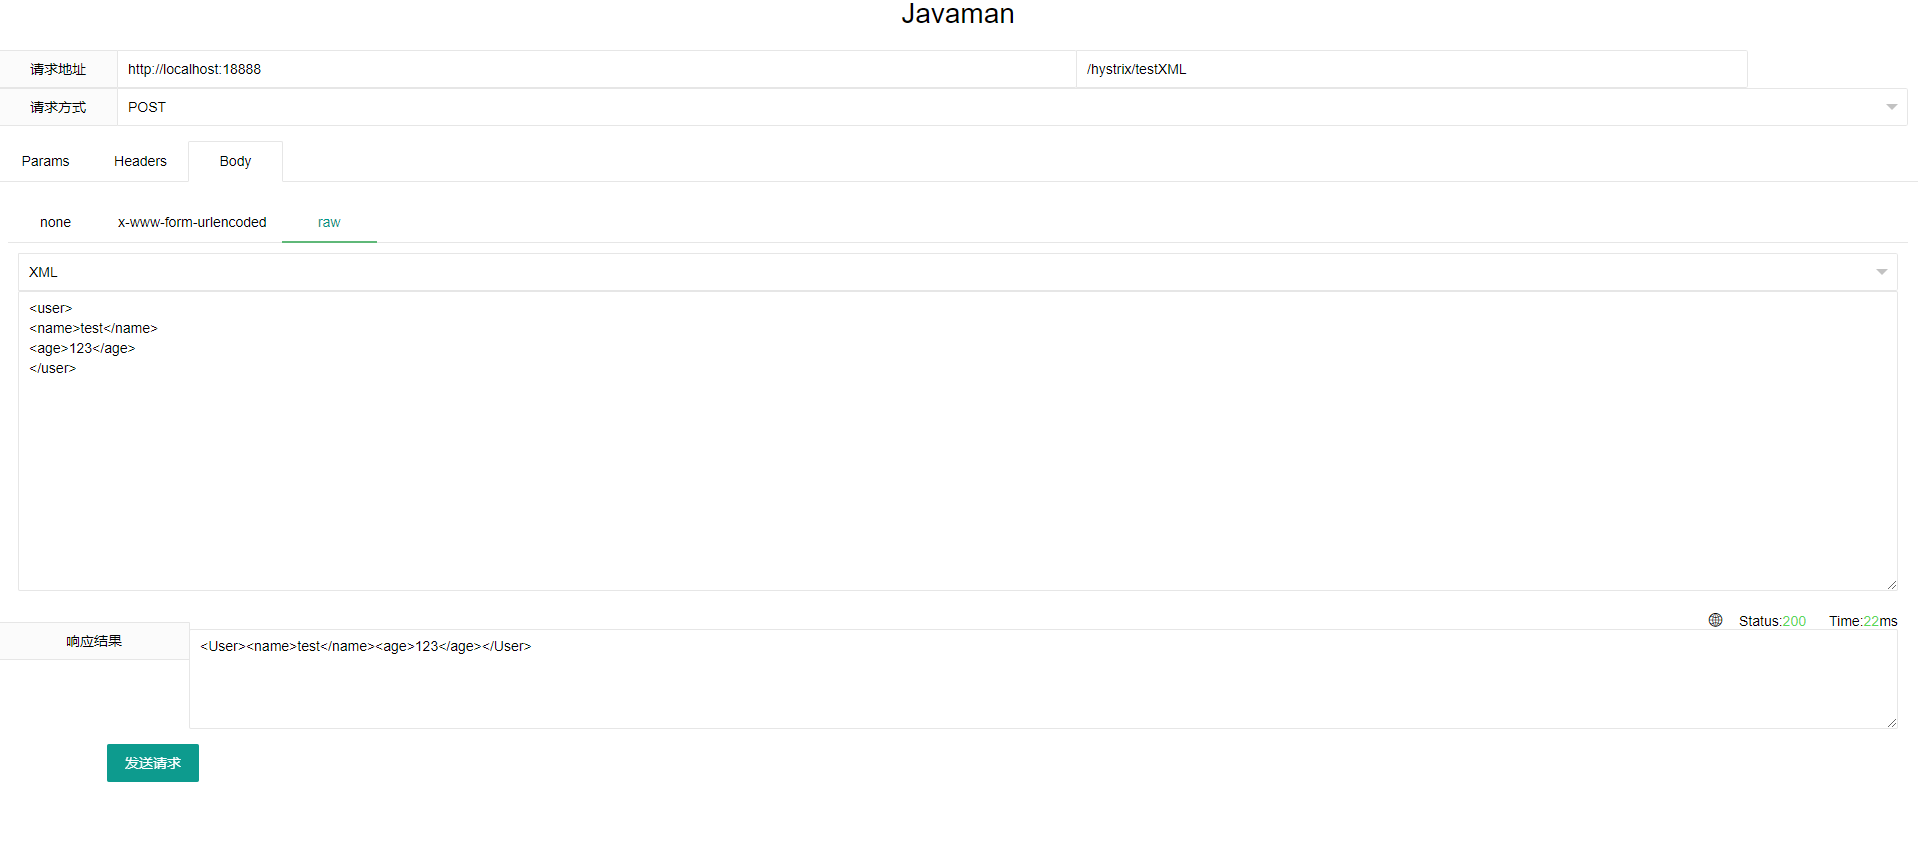 Javaman
请求地址 http://localhost:18888 /hystrix/testXML
请求方式 POST
Params Headers Body
none x-www-form-urlencoded raw
XML
<user>
<name>test</name>
<age>123</age>
</user>
Status:200 Time:22ms
响应结果 <User><name>test</name><age>123</age></User>
发送请求